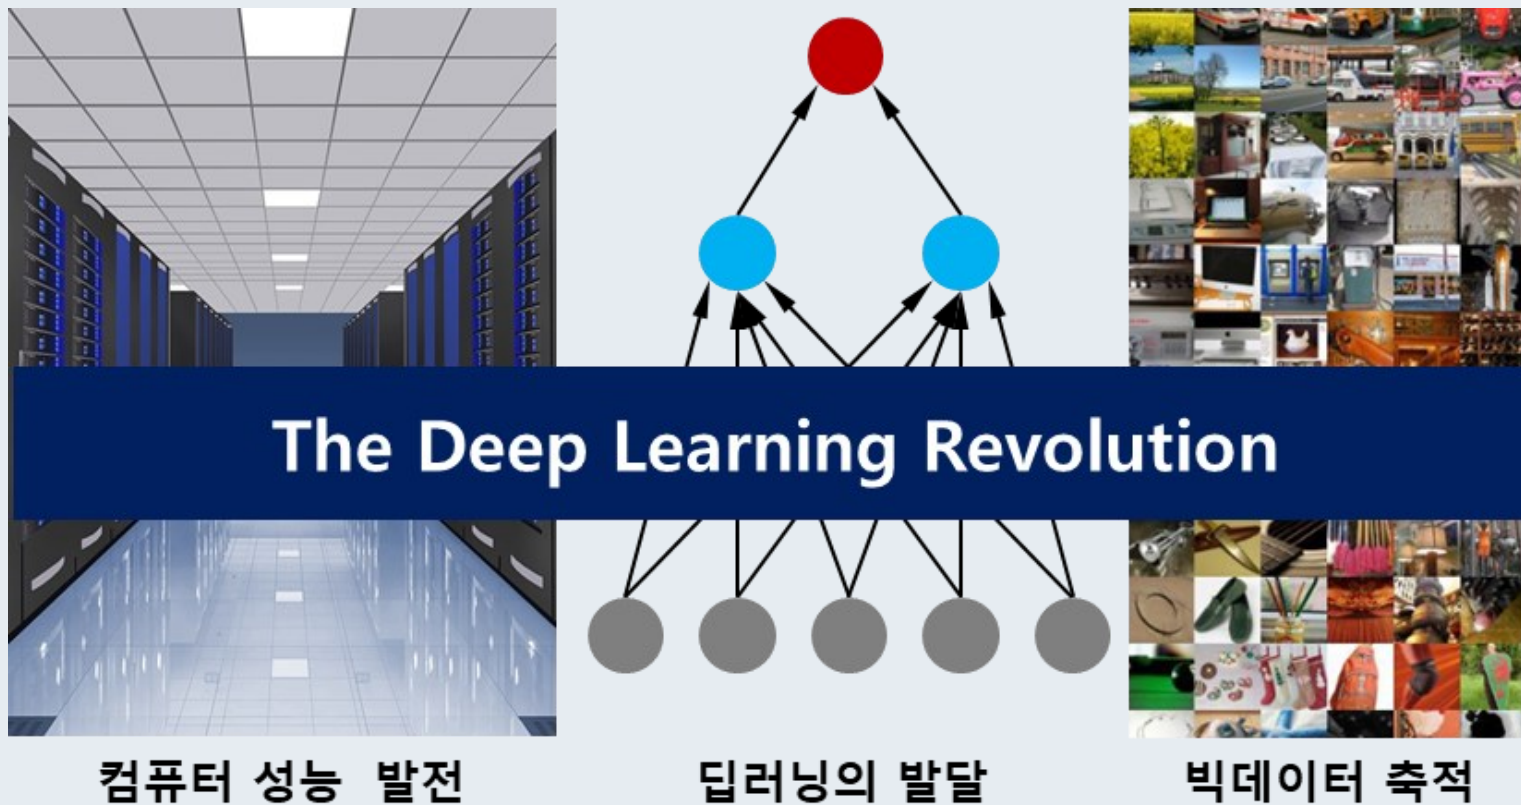 The Deep Learning Revolution
컴퓨터 성능 발전
딥러닝의 발달
빅데이터 축적